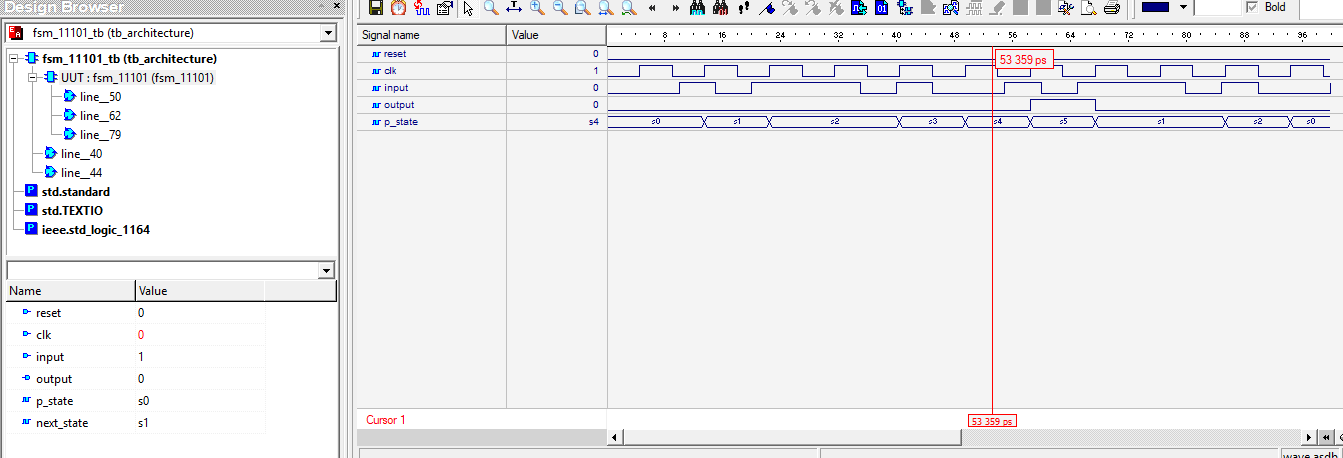 Design Browser
fsm_11101_tb (tb_architecture)
fsm_11101_tb (tb_architecture)
UUT : fsm_11101 (fsm_11101)
line__50
line__62
line__79
line__40
line__44
std.standard
std.TEXTIO
ieee.std_logic_1164
Name Value
reset 0
clk 0
input 1
output 0
p_state s0
next_state s1
Bold
Signal name Value 8 16 24 32 40 48 56 64 72 80 88 96
reset 0
53 359 ps
clk 1
input 0
output 0
p_state s4 s0 s1 s2 s3 s4 s5 s1 s2 s0
Cursor 1 53 359 ps
wave.asdb